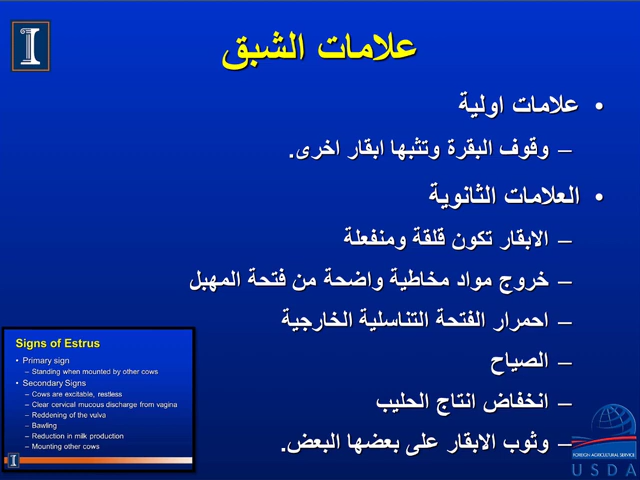 علامات الشبق
• علامات اولية
– وقوف البقرة وتثبها ابقار اخرى.
• العلامات الثانوية
– الابقار تكون قلقة ومنفعلة
– خروج مواد مخاطية واضحة من فتحة المهبل
– احمرار الفتحة التناسلية الخارجية
– الصياح
– انخفاض انتاج الحليب
– وثوب الابقار على بعضها البعض.
Signs of Estrus
• Primary sign
– Standing when mounted by other cows
• Secondary Signs
– Cows are excitable, restless
– Clear cervical mucous discharge from vagina
– Reddening of the vulva
– Bawling
– Reduction in milk production
– Mounting other cows
FOREIGN AGRICULTURAL SERVICE
USDA